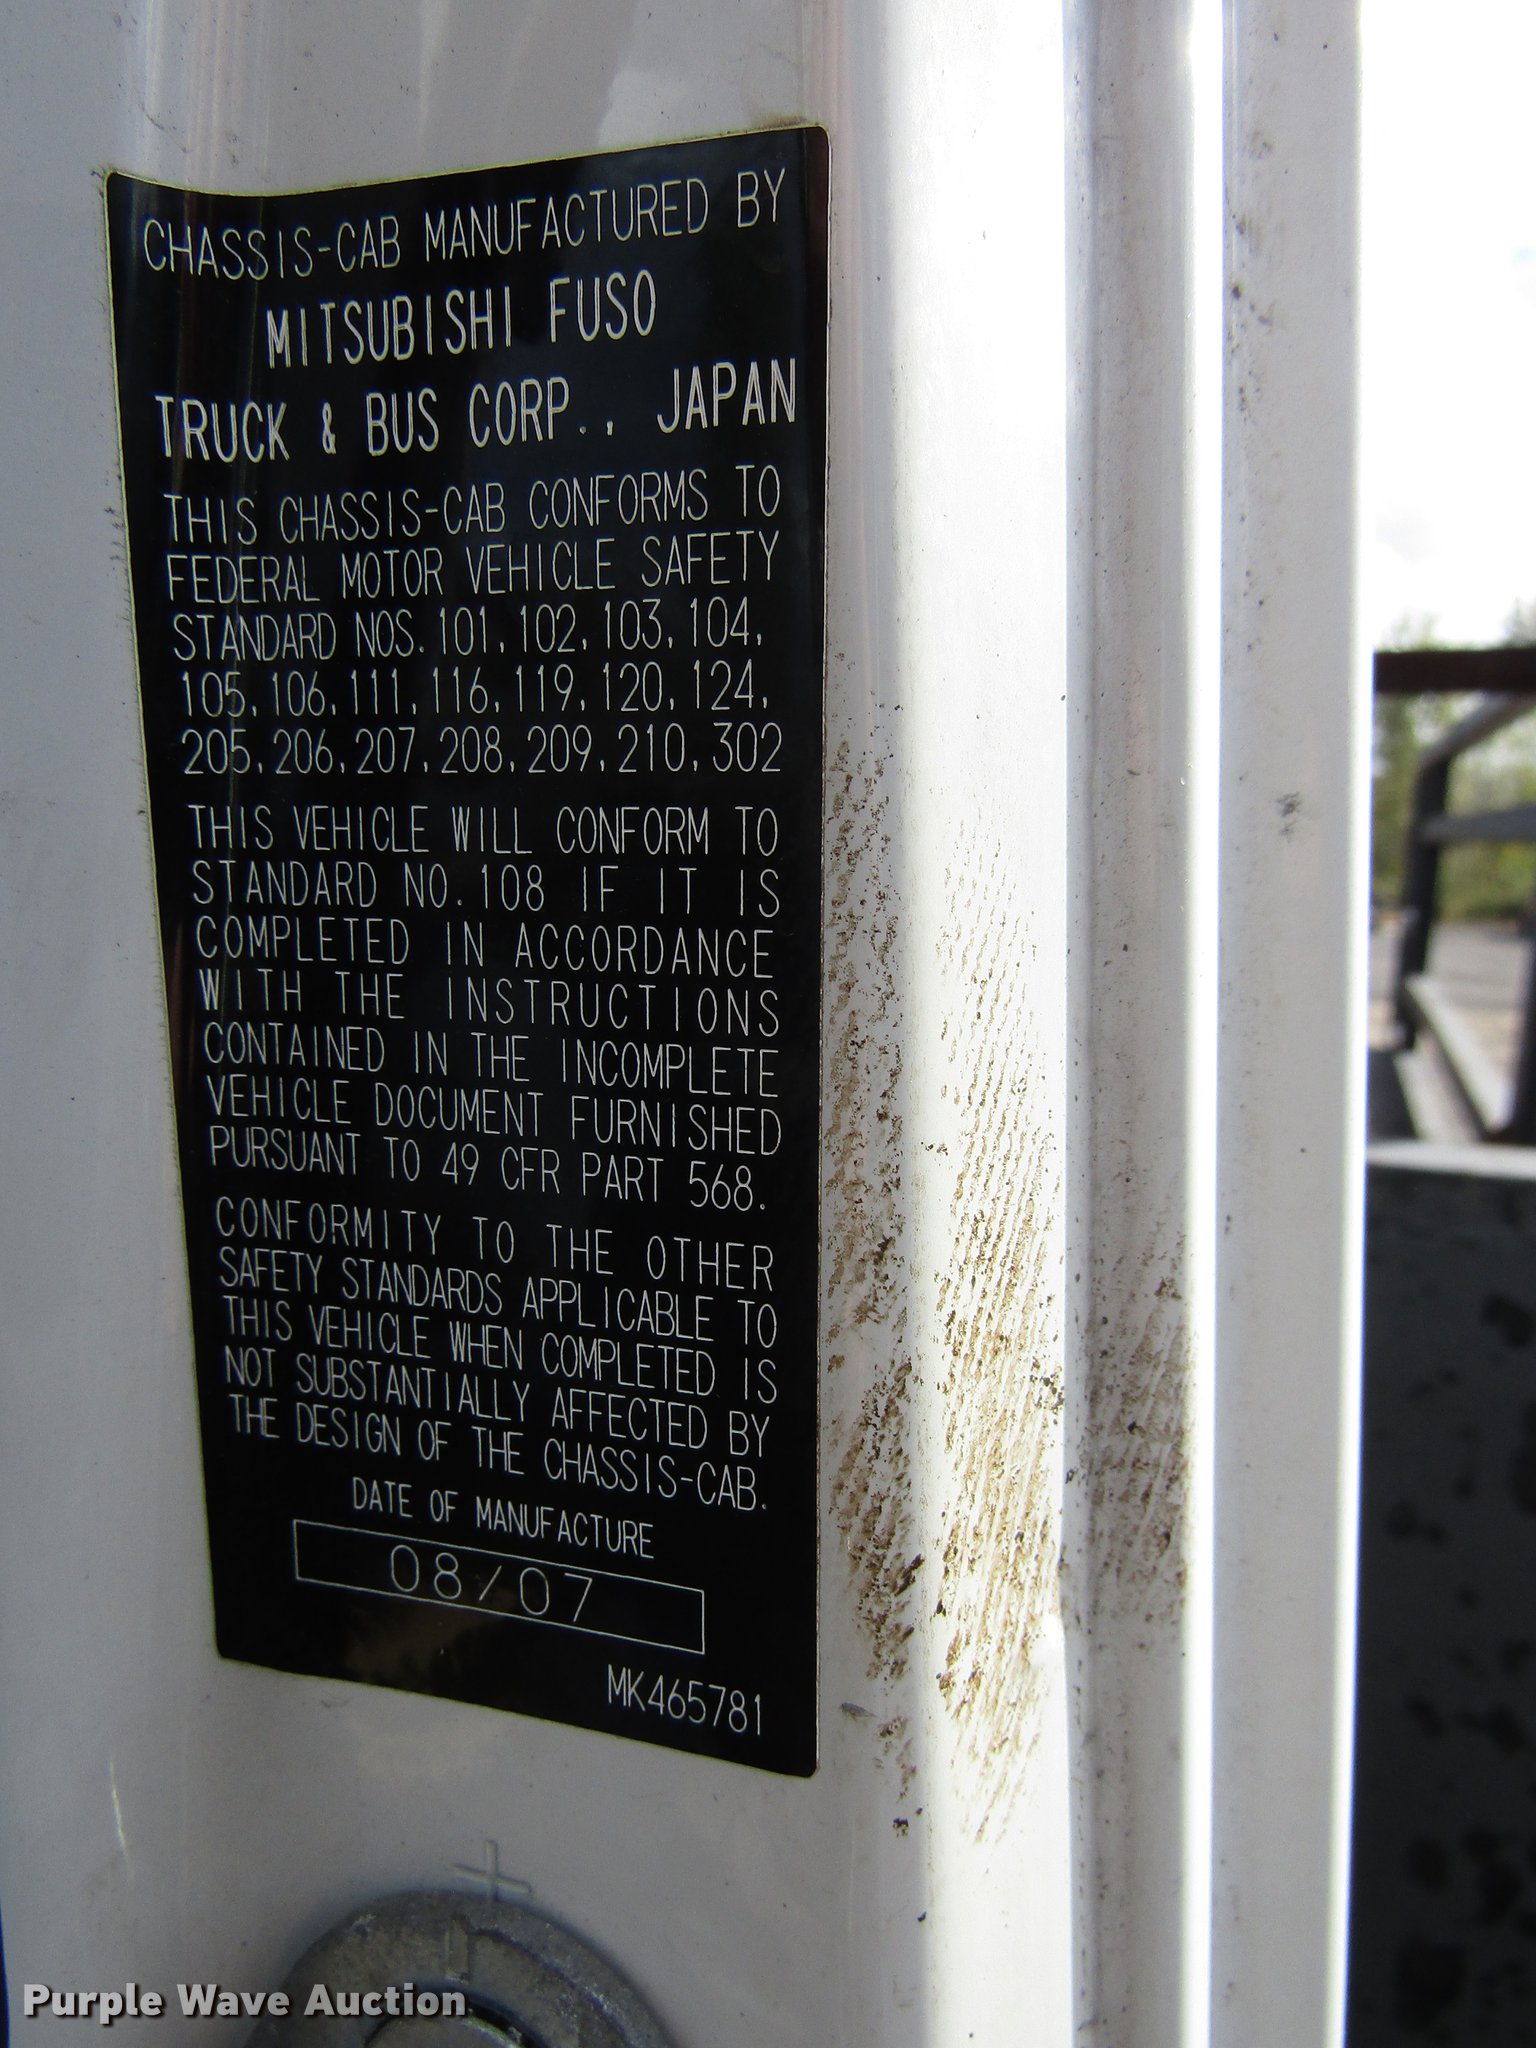 CHASSIS-CAB MANUFACTURED BY
MITSUBISHI FUSO
TRUCK & BUS CORP., JAPAN
THIS CHASSIS-CAB CONFORMS TO
FEDERAL MOTOR VEHICLE SAFETY
STANDARD NOS. 101, 102, 103, 104,
105, 106, 111, 116, 119, 120, 124,
205, 206, 207, 208, 209, 210, 302
THIS VEHICLE WILL CONFORM TO
STANDARD NO. 108 IF IT IS
COMPLETED IN ACCORDANCE
WITH THE INSTRUCTIONS
CONTAINED IN THE INCOMPLETE
VEHICLE DOCUMENT FURNISHED
PURSUANT TO 49 CFR PART 568.
CONFORMITY TO THE OTHER
SAFETY STANDARDS APPLICABLE TO
THIS VEHICLE WHEN COMPLETED IS
NOT SUBSTANTIALLY AFFECTED BY
THE DESIGN OF THE CHASSIS-CAB.
DATE OF MANUFACTURE
08/07
MK465781
Purple Wave Auction